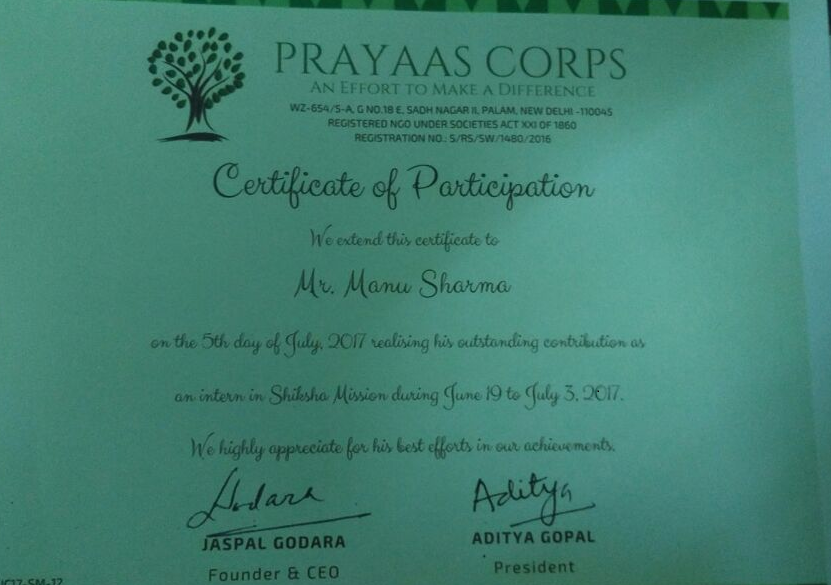 PRAYAAS CORPS
AN EFFORT TO MAKE A DIFFERENCE
WZ-654/S-A, G NO.18 E, SADH NAGAR II, PALAM, NEW DELHI -110045
REGISTERED NGO UNDER SOCIETIES ACT XXI OF 1860
REGISTRATION NO.: S/RS/SW/1480/2016
Certificate of Participation
We extend this certificate to
Mr. Manu Sharma
on the 5th day of July, 2017 realising his outstanding contribution as
an intern in Shiksha Mission during June 19 to July 3, 2017.
We highly appreciate for his best efforts in our achievements.
Godara Aditya
JASPAL GODARA ADITYA GOPAL
Founder & CEO President